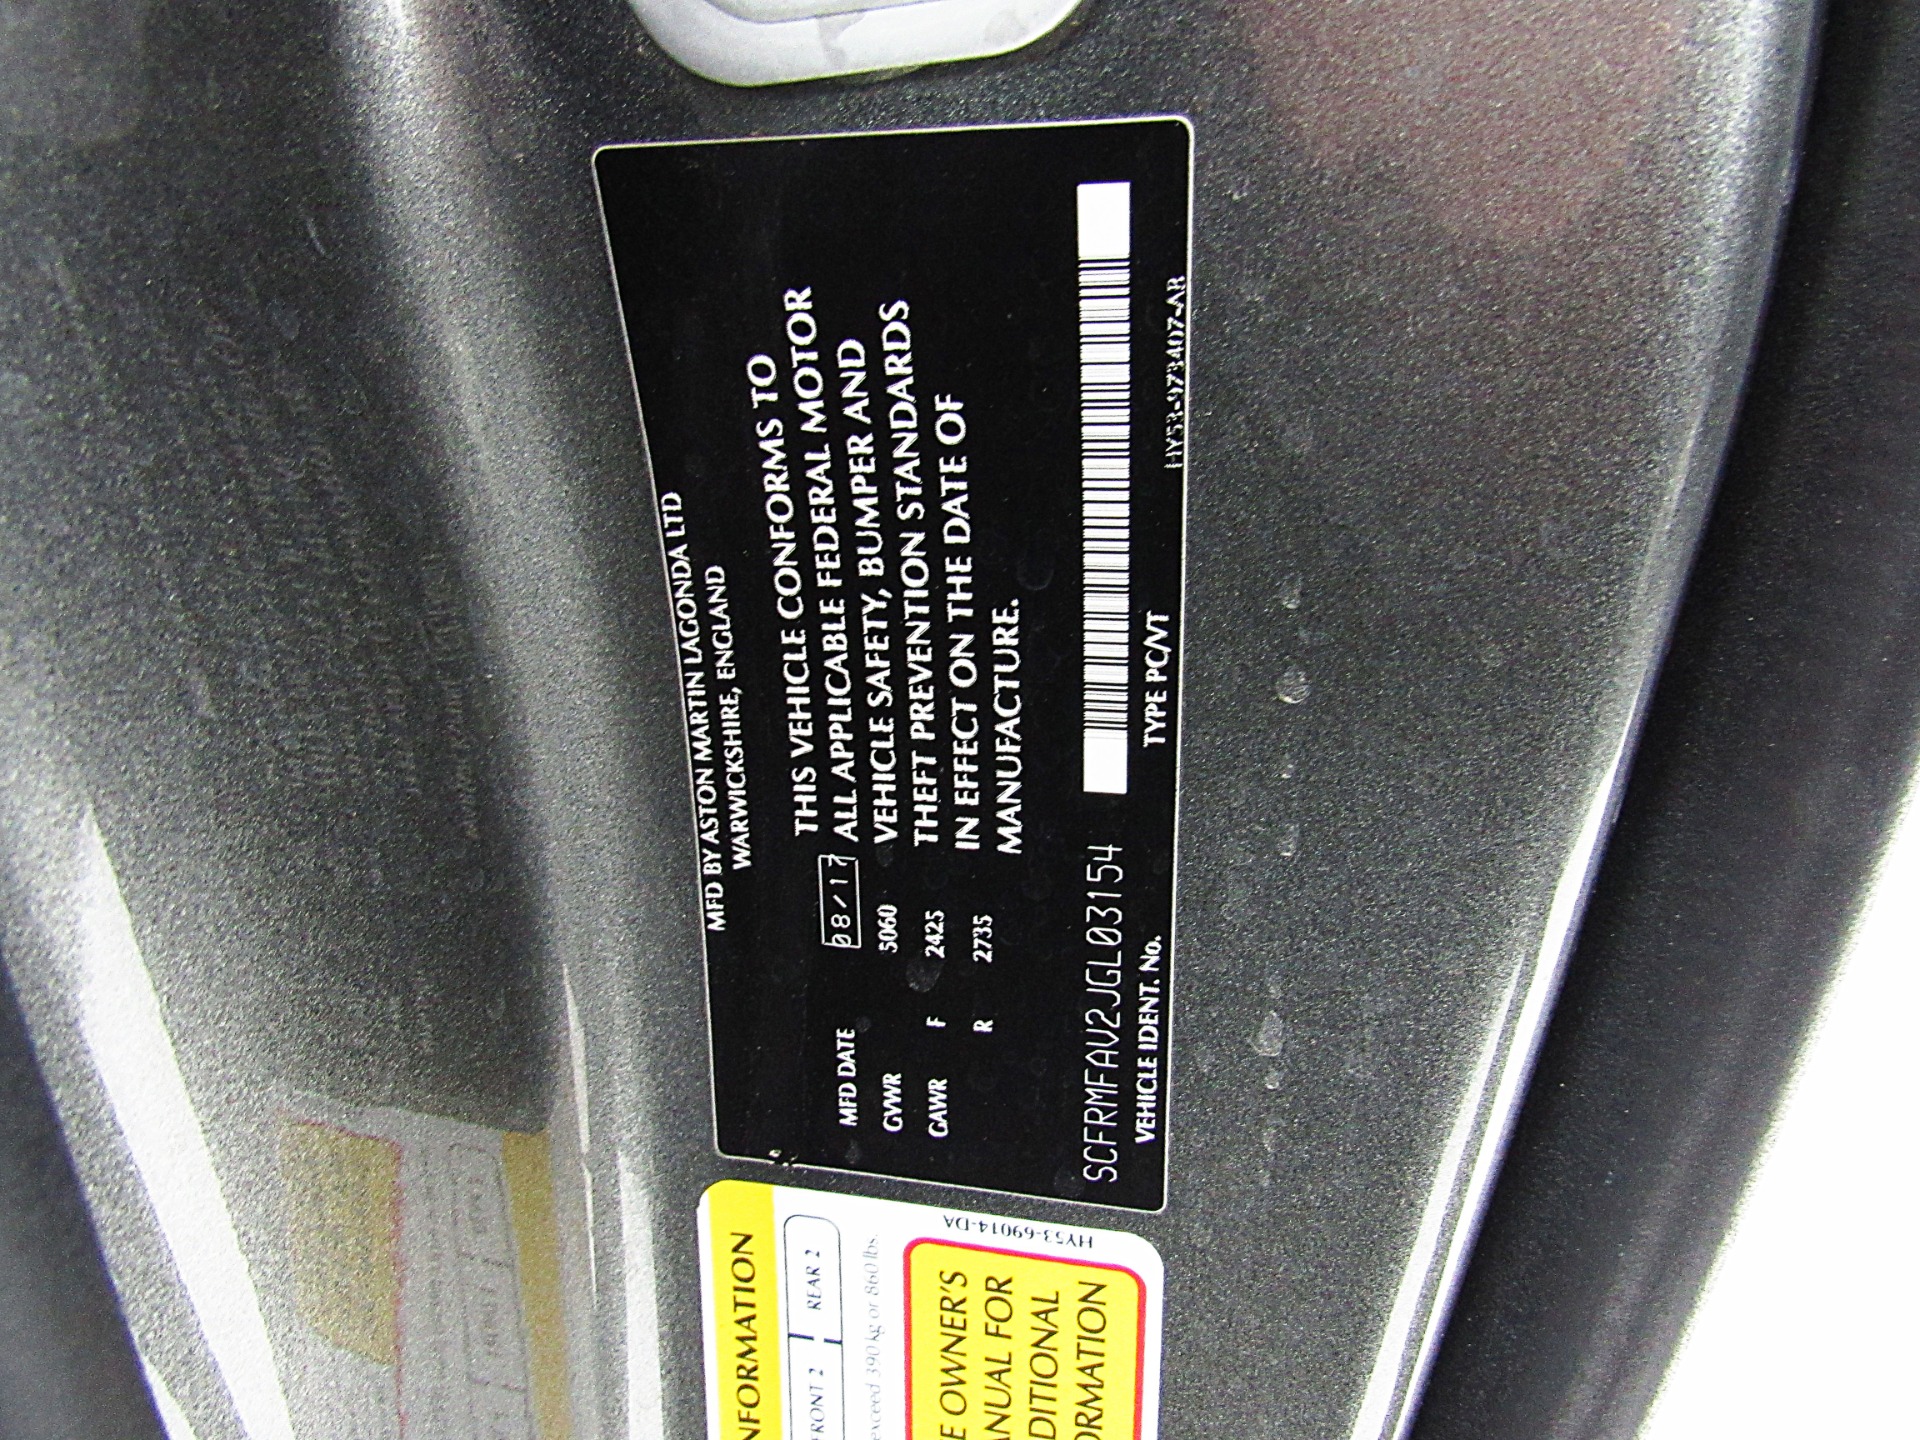 MFD BY ASTON MARTIN LAGONDA LTD
WARWICKSHIRE, ENGLAND
MFD DATE 08/17
GVWR 5060
GAWR F 2425
R 2735
THIS VEHICLE CONFORMS TO
ALL APPLICABLE FEDERAL MOTOR
VEHICLE SAFETY, BUMPER AND
THEFT PREVENTION STANDARDS
IN EFFECT ON THE DATE OF
MANUFACTURE.
SCFRMFAV2JGL03154
VEHICLE IDENT. No.
TYPE PC/VT
HY53-973407-AB
NFORMATION
FRONT 2 REAR 2
exceed 390 kg or 860 lbs.
HY53-69014-DA
E OWNER'S
ANUAL FOR
DITIONAL
ORMATION